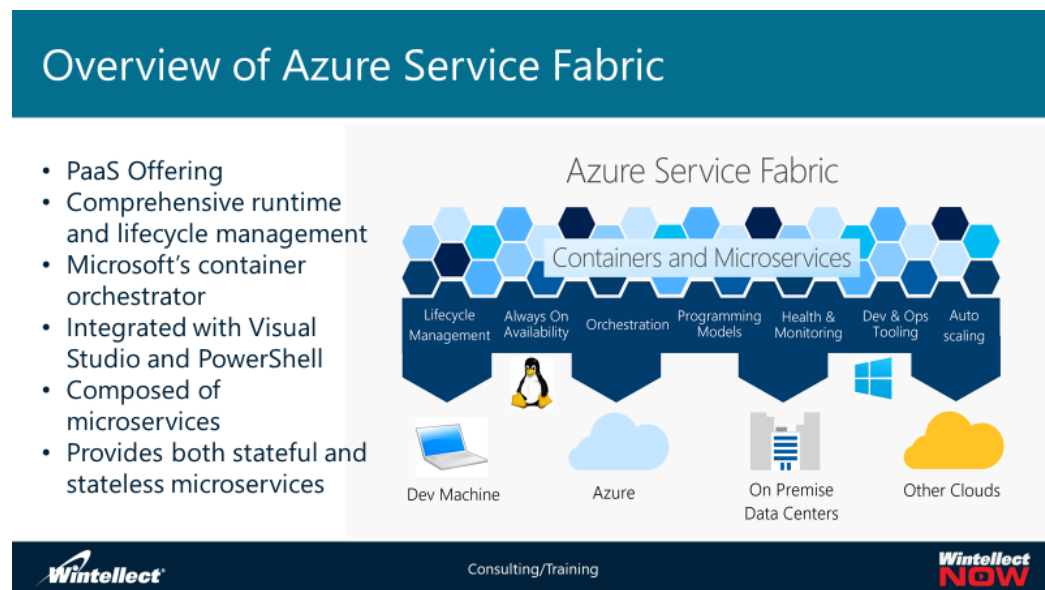 Overview of Azure Service Fabric
• PaaS Offering
• Comprehensive runtime
and lifecycle management
• Microsoft's container
orchestrator
• Integrated with Visual
Studio and PowerShell
• Composed of
microservices
• Provides both stateful and
stateless microservices
Azure Service Fabric
Containers and Microservices
Lifecycle
Management
Always On
Availability
Orchestration
Programming
Models
Health &
Monitoring
Dev & Ops
Tooling
Auto
scaling
Dev Machine
Azure
On Premise
Data Centers
Other Clouds
Wintellect
Consulting/Training
Wintellect
NOW